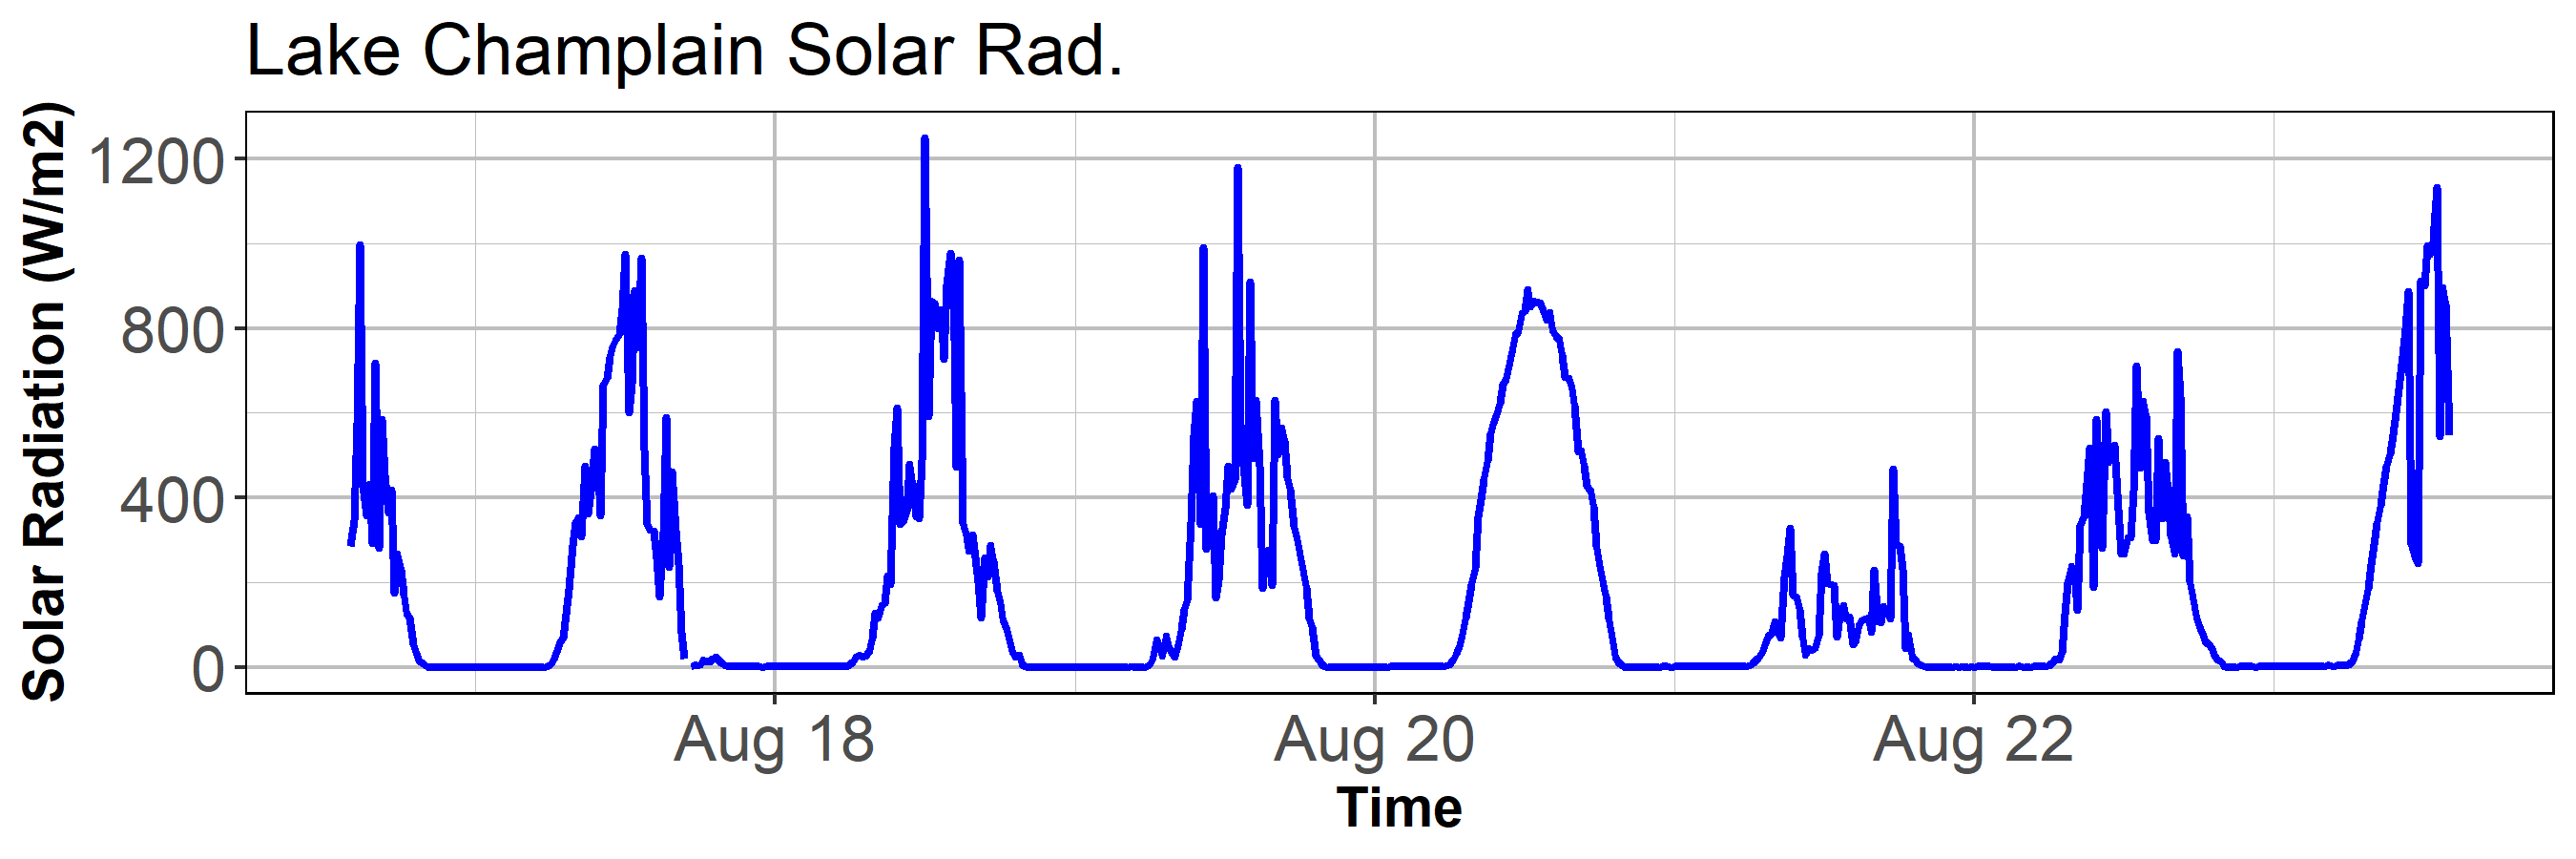 Lake Champlain Solar Rad.
Solar Radiation (W/m2)
1200
800
400
0
Aug 18
Aug 20
Aug 22
Time